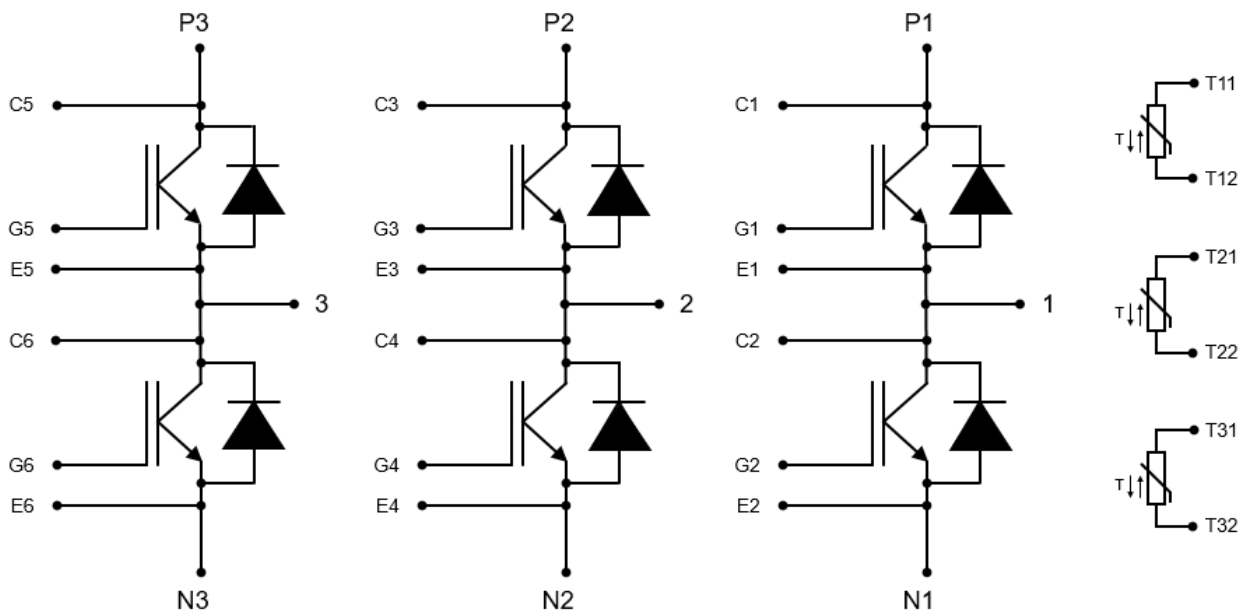 P3 P2 P1
C5 C3 C1 T11
T↓↑
T12
G5 G3 G1
E5 E3 E1 T21
3 2 1 T↓↑
C6 C4 C2 T22
T31
G6 G4 G2
T↓↑
E6 E4 E2 T32
N3 N2 N1